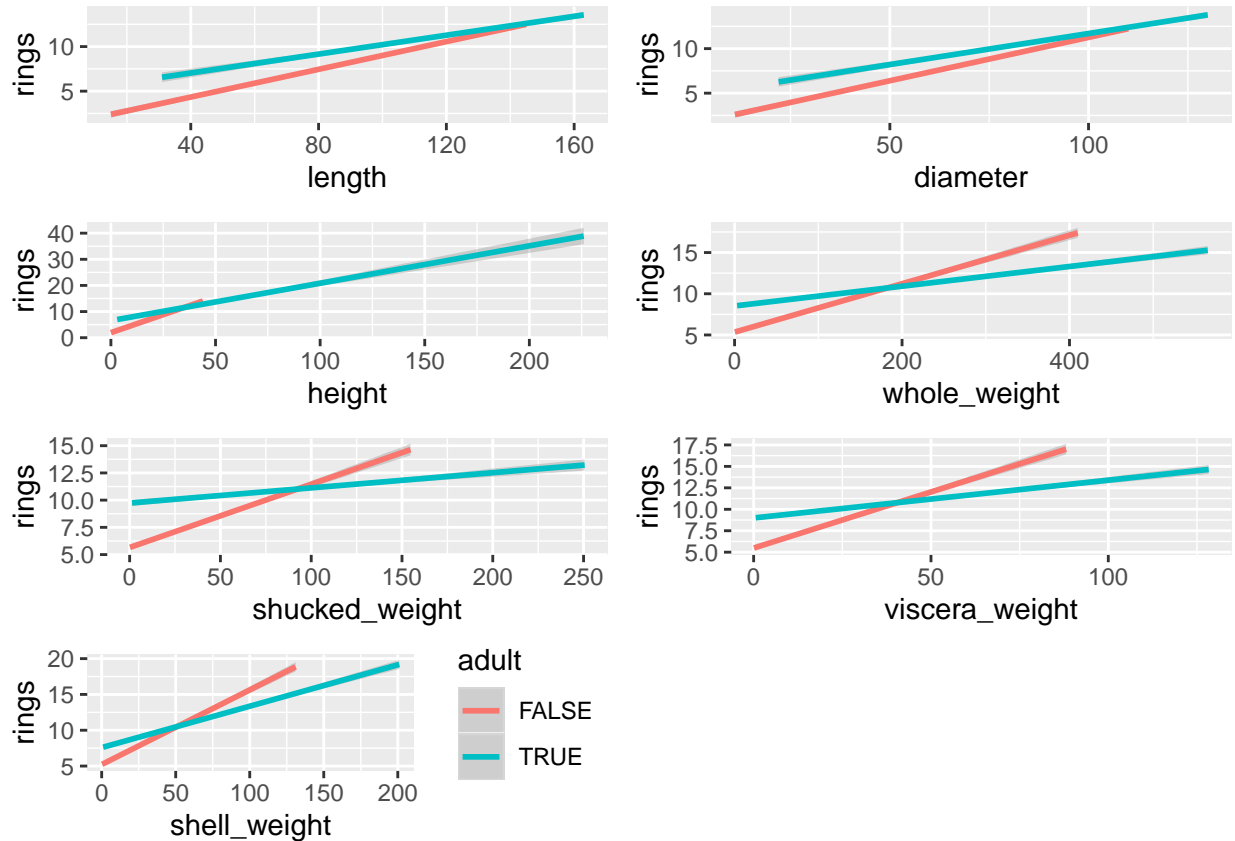 rings
10
5
40 80 120 160
length
rings
10
5
50 100
diameter
rings
40
30
20
10
0
0 50 100 150 200
height
rings
15
10
5
0 200 400
whole_weight
rings
15.0
12.5
10.0
7.5
5.0
0 50 100 150 200 250
shucked_weight
rings
17.5
15.0
12.5
10.0
7.5
5.0
0 50 100
viscera_weight
rings
20
15
10
5
0 50 100 150 200
shell_weight
adult
FALSE
TRUE